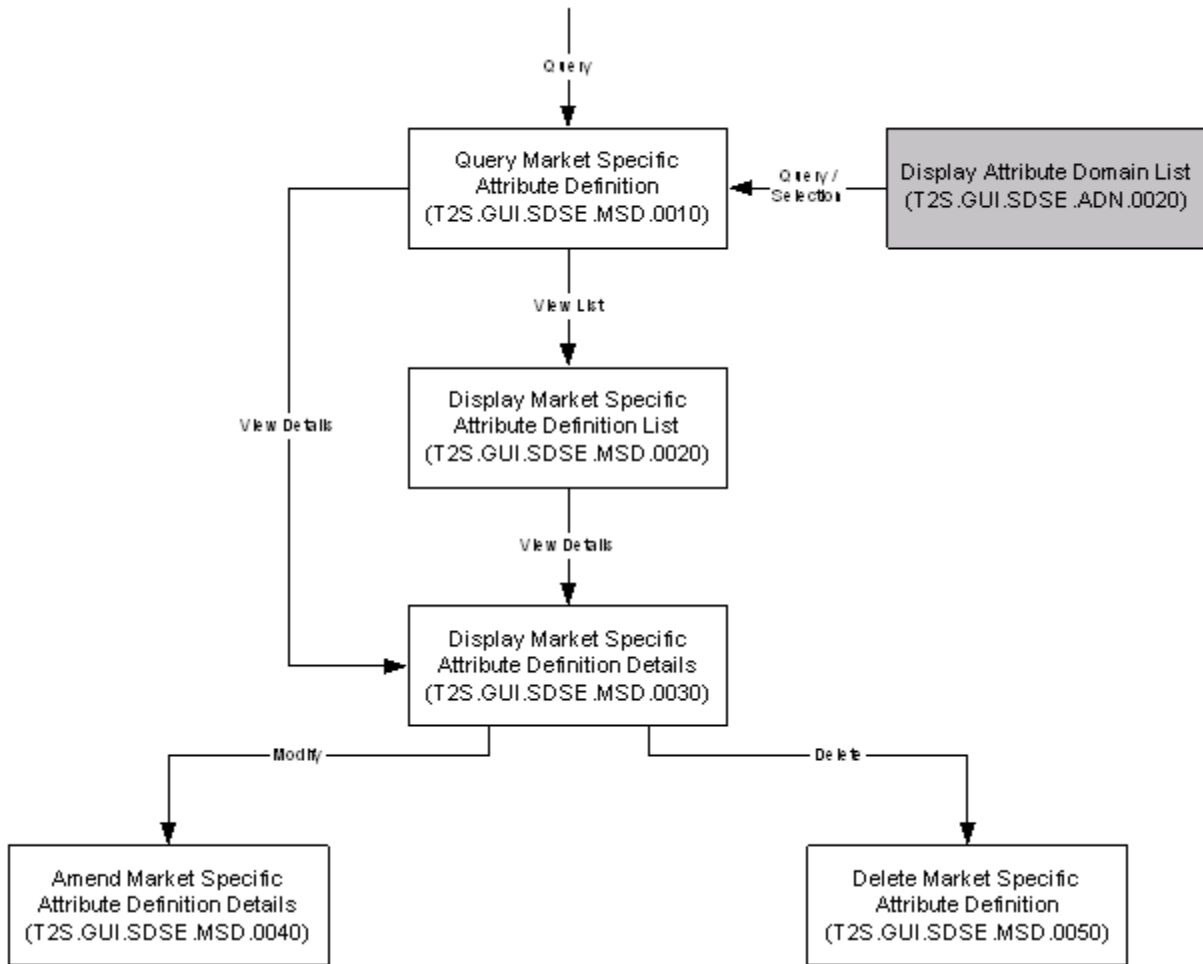 Query
Query Market Specific
Attribute Definition
(T2S.GUI.SDSE.MSD.0010)
Query /
Selection
Display Attribute Domain List
(T2S.GUI.SDSE.ADN.0020)
View List
Display Market Specific
Attribute Definition List
(T2S.GUI.SDSE.MSD.0020)
View Details
View Details
Display Market Specific
Attribute Definition Details
(T2S.GUI.SDSE.MSD.0030)
Modify
Delete
Amend Market Specific
Attribute Definition Details
(T2S.GUI.SDSE.MSD.0040)
Delete Market Specific
Attribute Definition
(T2S.GUI.SDSE.MSD.0050)